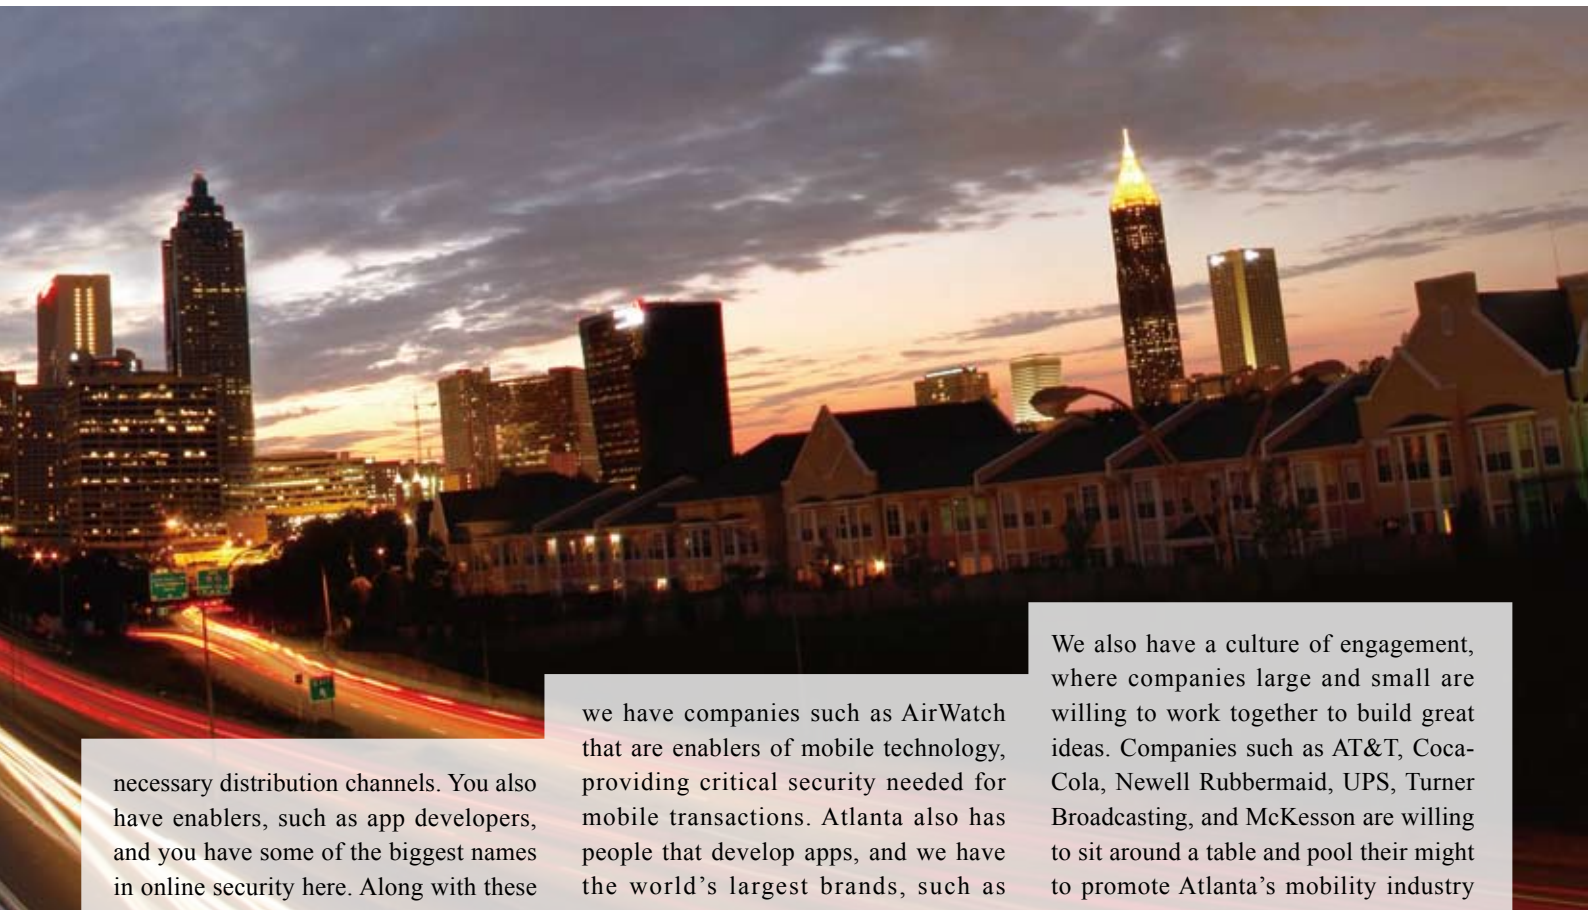 necessary distribution channels. You also
have enablers, such as app developers,
and you have some of the biggest names
in online security here. Along with these
we have companies such as AirWatch
that are enablers of mobile technology,
providing critical security needed for
mobile transactions. Atlanta also has
people that develop apps, and we have
the world’s largest brands, such as
We also have a culture of engagement,
where companies large and small are
willing to work together to build great
ideas. Companies such as AT&T, Coca-
Cola, Newell Rubbermaid, UPS, Turner
Broadcasting, and McKesson are willing
to sit around a table and pool their might
to promote Atlanta’s mobility industry